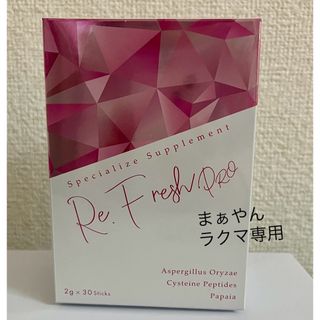 Specialize Supplement
Re. Fresh PRO
まぁやん
ラクマ専用
Aspergillus Oryzae
Cysteine Peptides
Papaia
2g × 30 Sticks